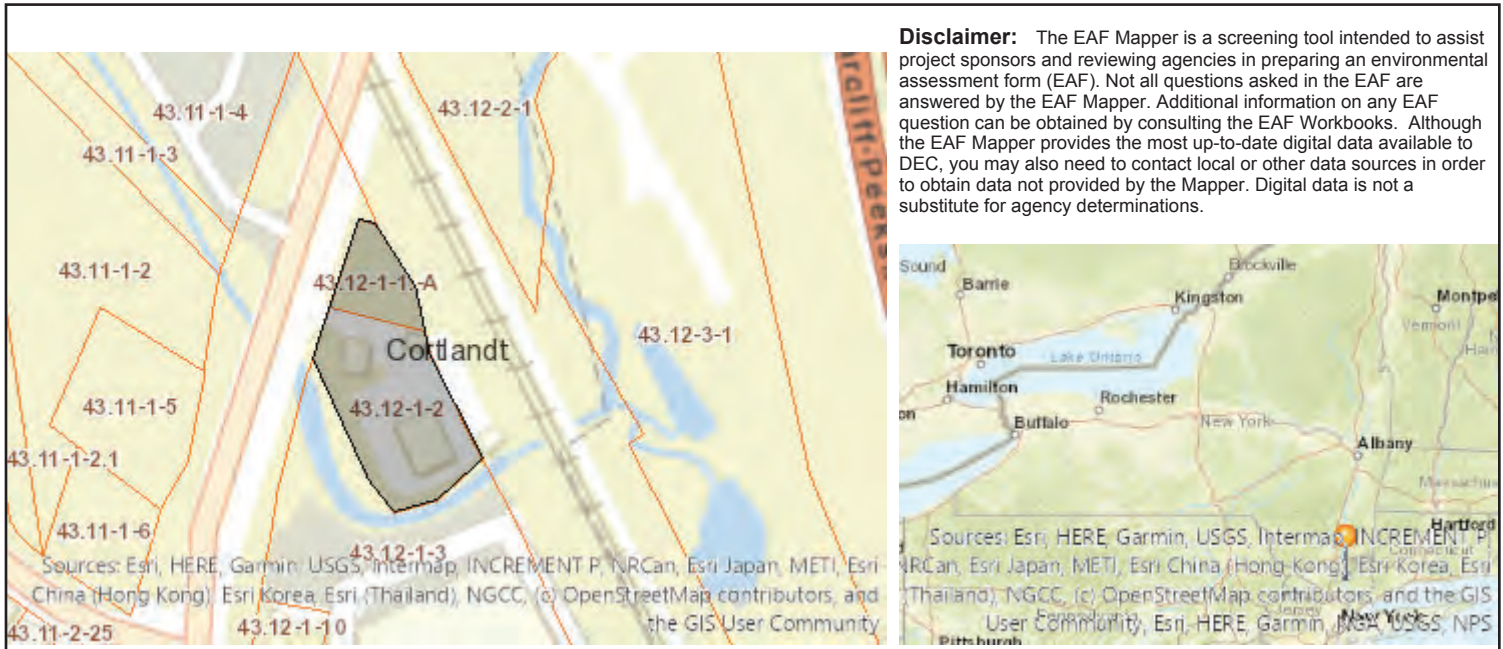 Disclaimer: The EAF Mapper is a screening tool intended to assist
project sponsors and reviewing agencies in preparing an environmental
assessment form (EAF). Not all questions asked in the EAF are
answered by the EAF Mapper. Additional information on any EAF
question can be obtained by consulting the EAF Workbooks. Although
the EAF Mapper provides the most up-to-date digital data available to
DEC, you may also need to contact local or other data sources in order
to obtain data not provided by the Mapper. Digital data is not a
substitute for agency determinations.
43.11-1-4
43.12-2-1
43.11-1-3
arcliff-Peeks
43.11-1-2
43.12-1-1.-A
43.12-3-1
Cortlandt
43.11-1-5
43.12-1-2
43.11-1-2.1
43.11-1-6
43.12-1-3
Sources: Esri, HERE, Garmin, USGS, Intermap, INCREMENT P, NRCan, Esri Japan, METI, Esri
China (Hong Kong), Esri Korea, Esri (Thailand), NGCC, (c) OpenStreetMap contributors, and
the GIS User Community
43.11-2-25
43.12-1-10
Sound
Barrie
Brockville
Kingston
Montpel
Vermont
Toronto
Lake Ontario
Hamilton
Rochester
Buffalo
New York
Albany
Hartford
Sources: Esri, HERE, Garmin, USGS, Intermap, INCREMENT P,
NRCan, Esri Japan, METI, Esri China (Hong Kong), Esri Korea, Esri
(Thailand), NGCC, (c) OpenStreetMap contributors, and the GIS
User Community, Esri, HERE, Garmin, NGA, USGS, NPS
New York
Pittsburgh